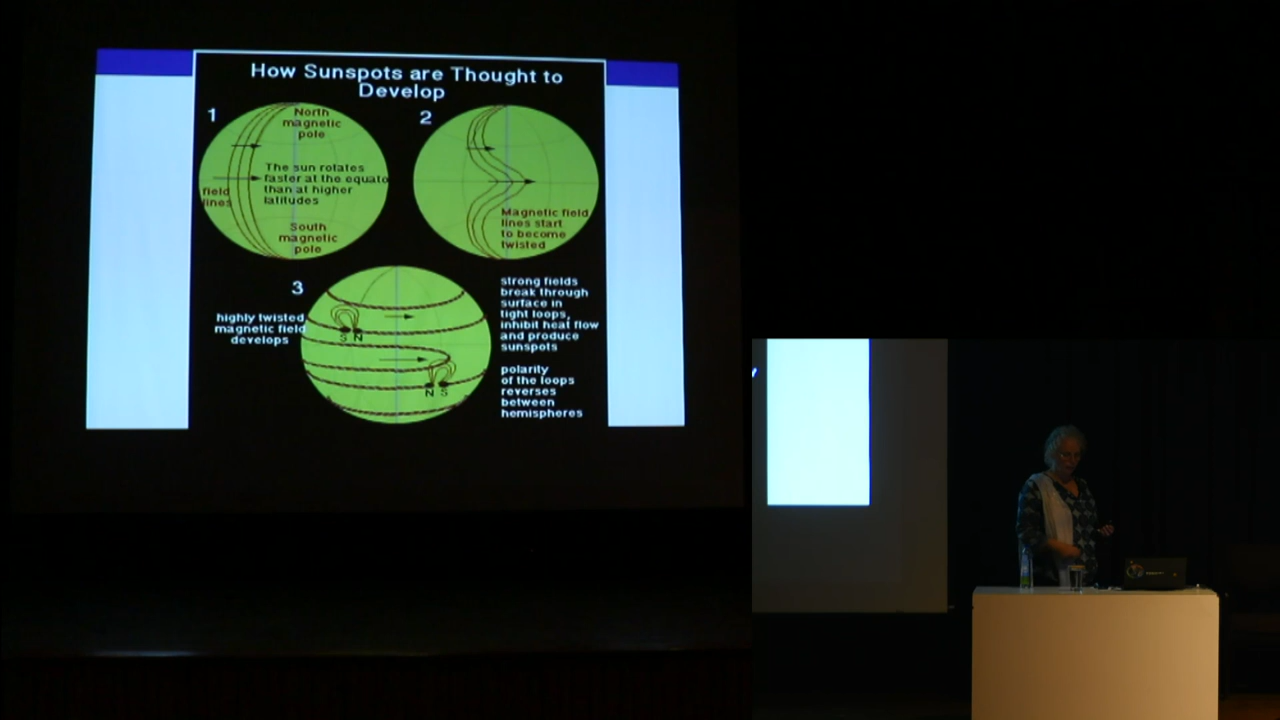 How Sunspots are Thought to
Develop
1
North
magnetic
pole
The sun rotates
faster at the equato
than at higher
latitudes
field
lines
South
magnetic
pole
2
Magnetic field
lines start
to become
twisted
3
highly twisted
magnetic field
develops
S N
N S
strong fields
break through
surface in
tight loops,
inhibit heat flow
and produce
sunspots
polarity
of the loops
reverses
between
hemispheres